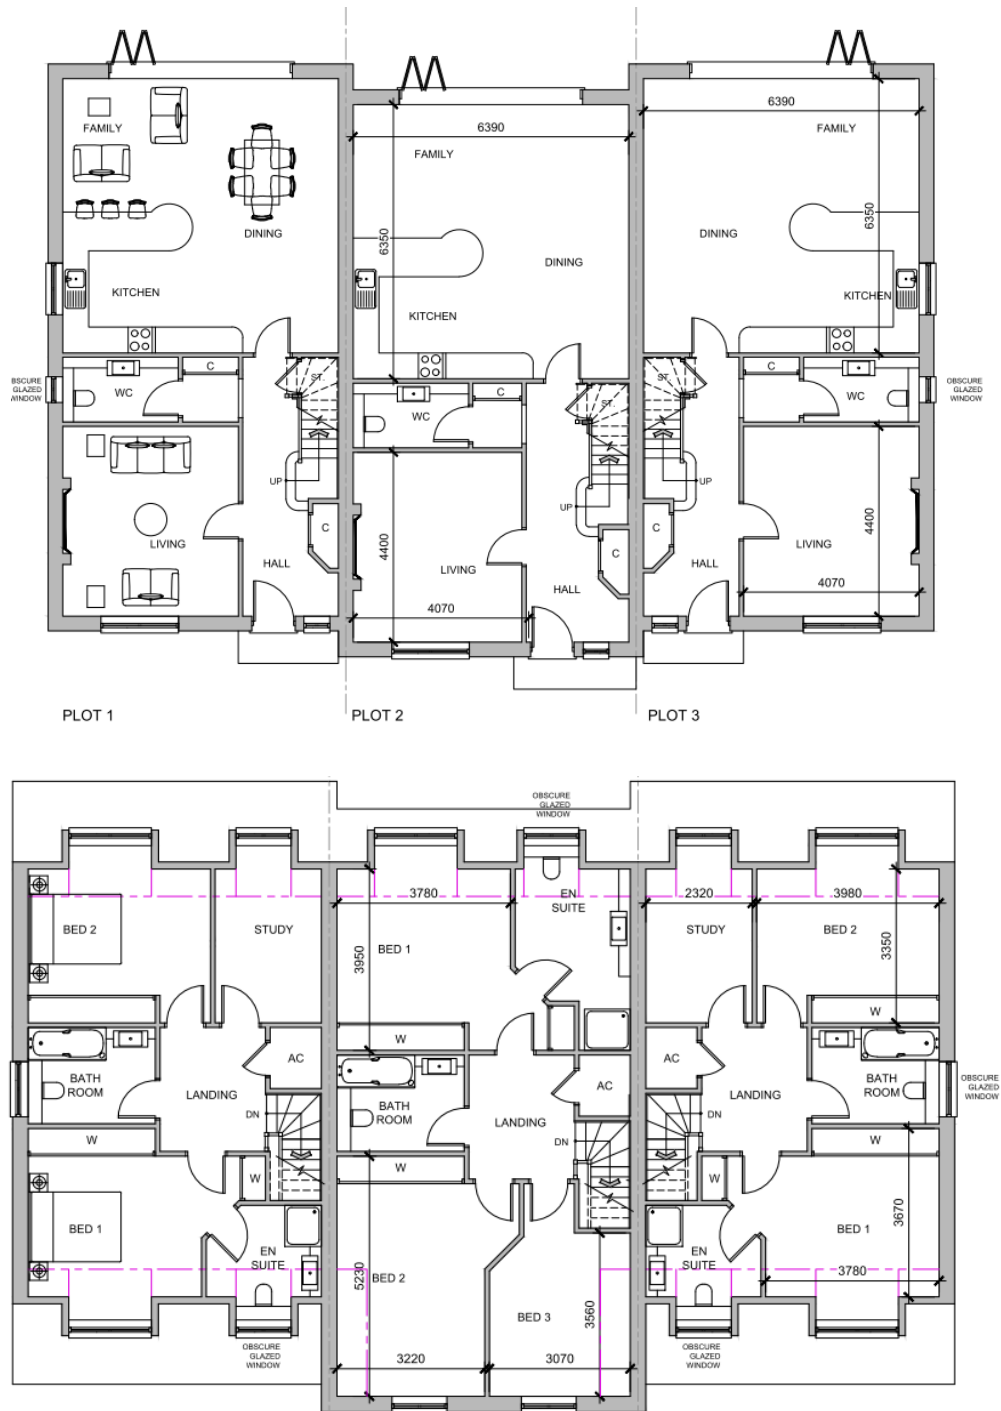 FAMILY
DINING
KITCHEN
C
WC
ST.
OBSCURE
GLAZED
WINDOW
UP
C
LIVING
HALL
PLOT 1
6390
FAMILY
6350
DINING
KITCHEN
C
WC
ST.
UP
4400
C
LIVING
HALL
4070
PLOT 2
6390
FAMILY
6350
DINING
KITCHEN
ST.
C
WC
OBSCURE
GLAZED
WINDOW
UP
C
4400
LIVING
HALL
4070
PLOT 3
OBSCURE
GLAZED
WINDOW
BED 2
STUDY
AC
BATH
ROOM
LANDING
DN
W
W
BED 1
EN
SUITE
OBSCURE
GLAZED
WINDOW
3780
EN
SUITE
BED 1
3950
W
AC
BATH
ROOM
LANDING
DN
W
BED 2
5230
BED 3
3560
3220
3070
2320
3980
STUDY
BED 2
3350
W
AC
BATH
ROOM
OBSCURE
GLAZED
WINDOW
DN
LANDING
W
W
BED 1
3670
EN
SUITE
3780
OBSCURE
GLAZED
WINDOW